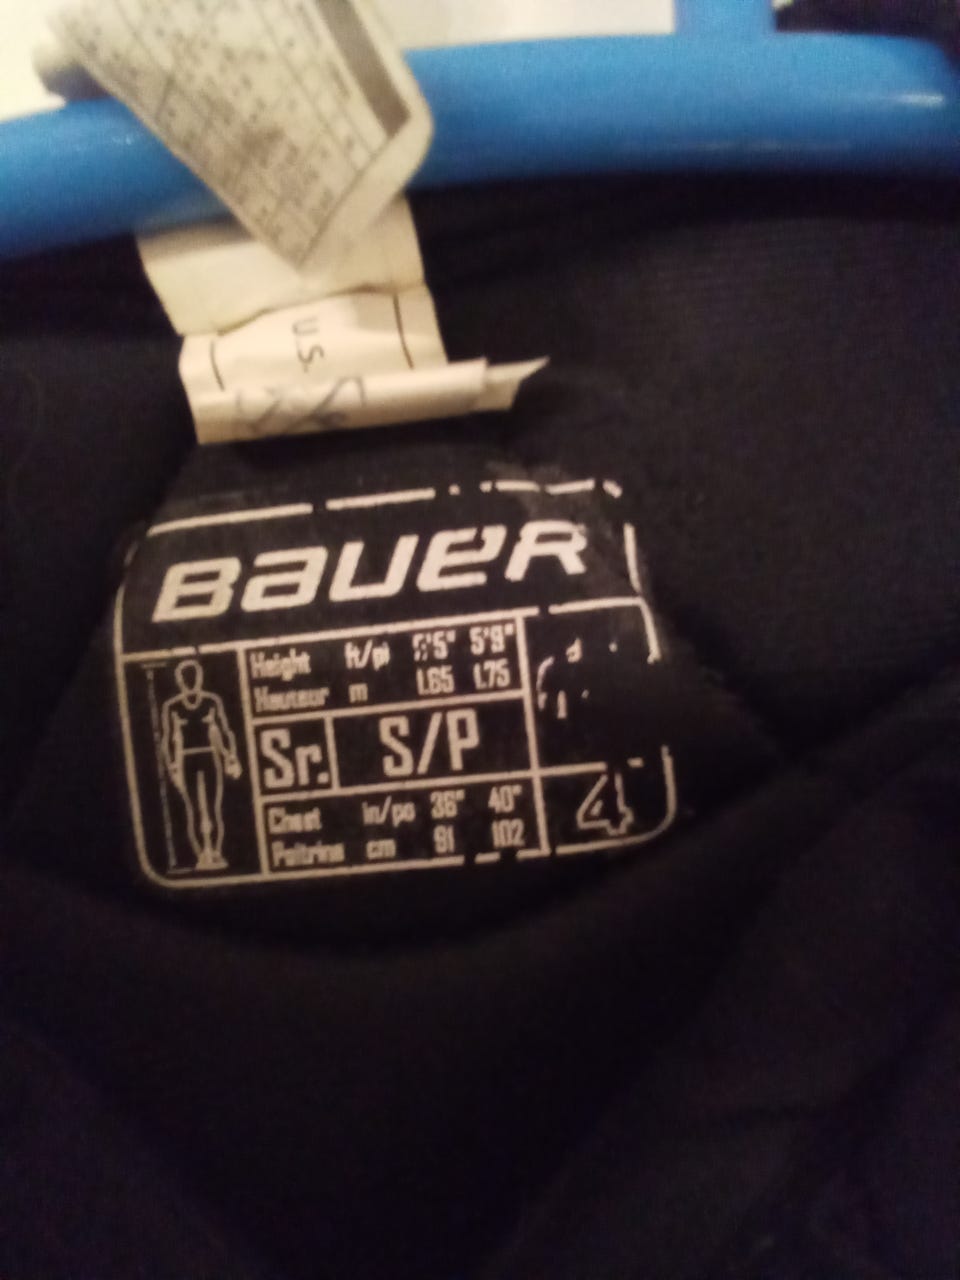 U.S.
BAUER
Height ft/pi 5'5" 5'9"
Hauteur m 1.65 1.75
Sr. S/P
Chest in/po 36" 40"
Poitrine cm 91 102
4